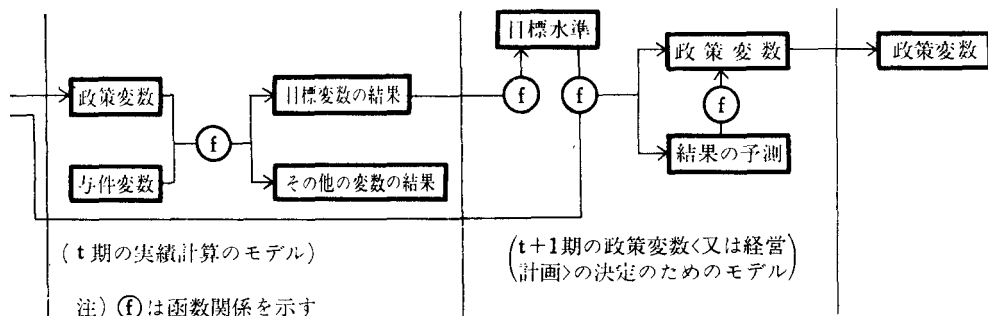 目標水準
政策変数
政策変数
f
f
f
政策変数
目標変数の結果
f
結果の予測
与件変数
その他の変数の結果
(t期の実績計算のモデル)
(t+1期の政策変数<又は経営
計画>の決定のためのモデル)
注) fは函数関係を示す